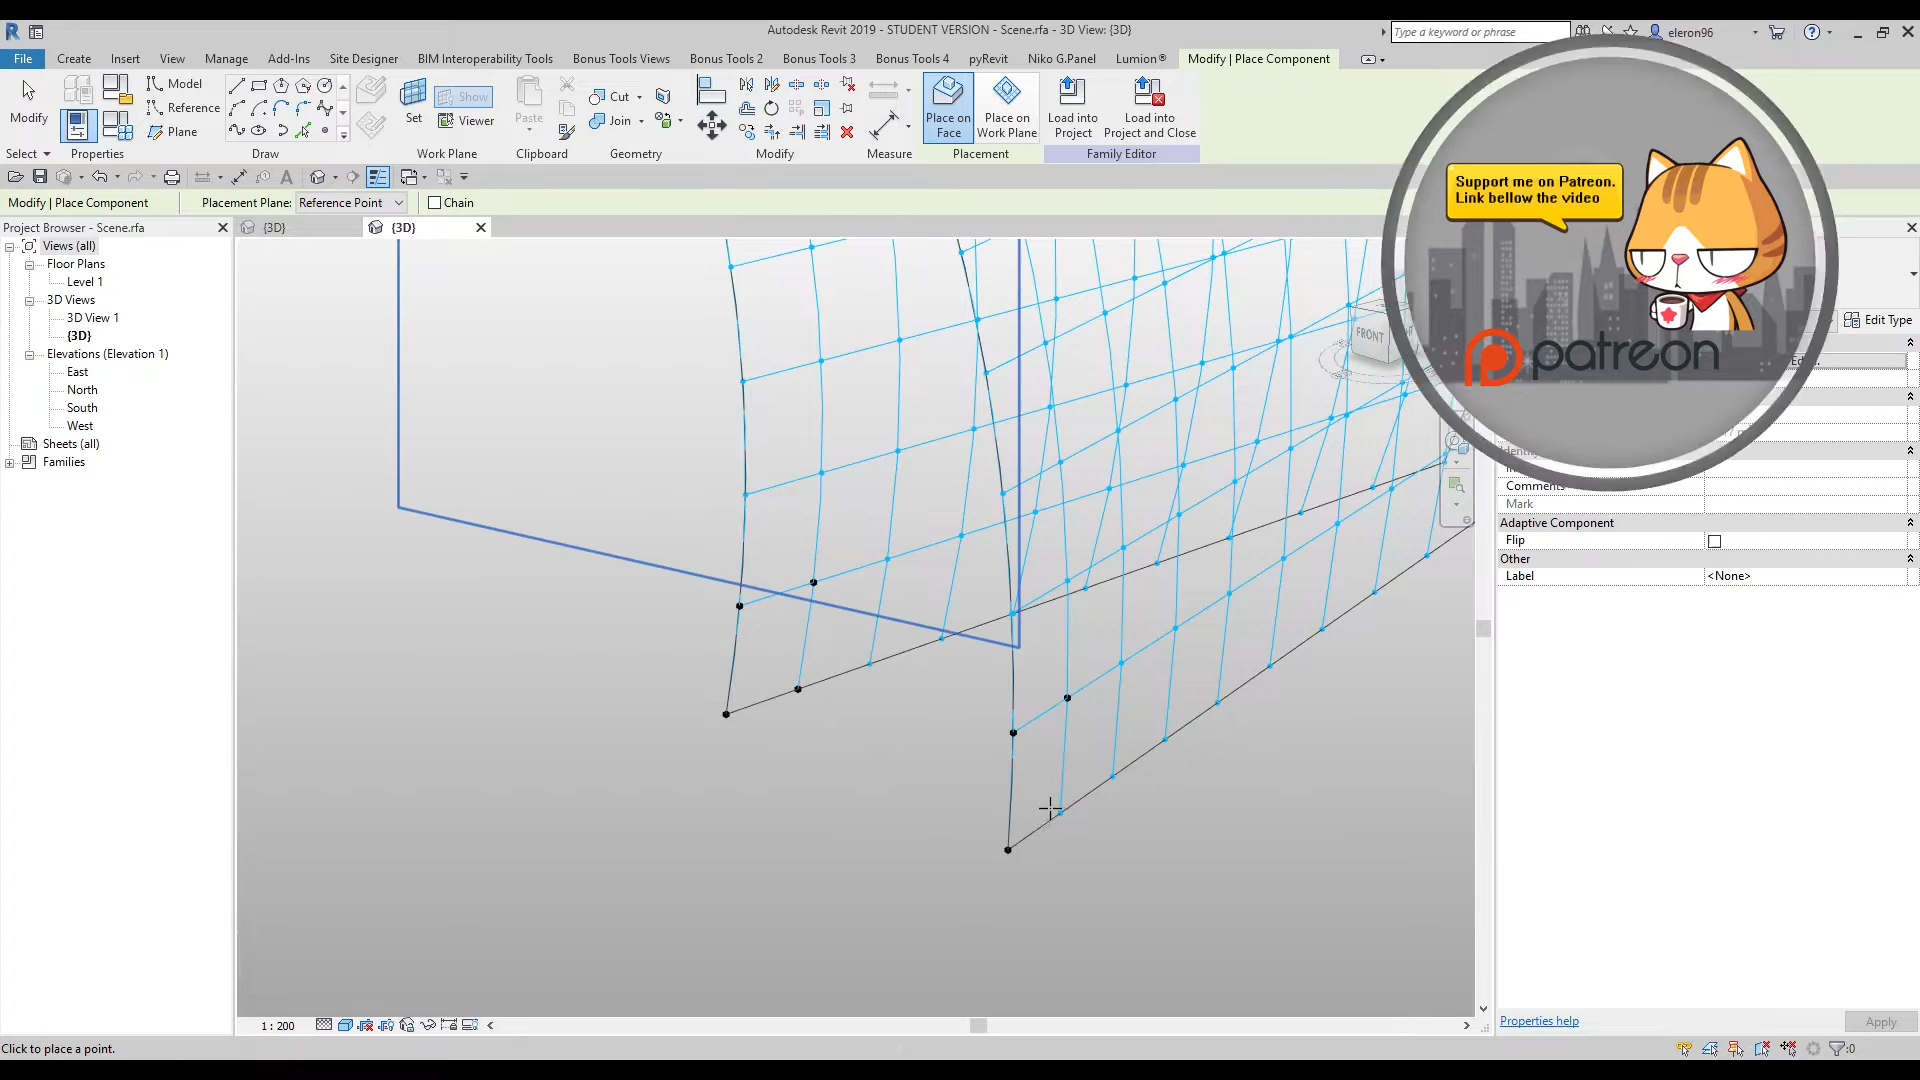 Autodesk Revit 2019 - STUDENT VERSION - Scene.rfa - 3D View: {3D}
Type a keyword or phrase
eleron96
File Create Insert View Manage Add-Ins Site Designer BIM Interoperability Tools Bonus Tools Views Bonus Tools 2 Bonus Tools 3 Bonus Tools 4 pyRevit Niko G.Panel Lumion® Modify | Place Component
Modify
Model
Reference
Plane
Set
Show
Viewer
Paste
Cut
Join
Place on Face
Place on Work Plane
Load into Project
Load into Project and Close
Select Properties Draw Work Plane Clipboard Geometry Modify Measure Placement Family Editor
Modify | Place Component Placement Plane: Reference Point Chain
Project Browser - Scene.rfa
{3D}
{3D}
Views (all)
Floor Plans
Level 1
3D Views
3D View 1
{3D}
Elevations (Elevation 1)
East
North
South
West
Sheets (all)
Families
FRONT
Support me on Patreon.
Link bellow the video
patreon
Edit Type
Comments
Mark
Adaptive Component
Flip
Other
Label <None>
Properties help
Apply
1 : 200
Click to place a point.
:0